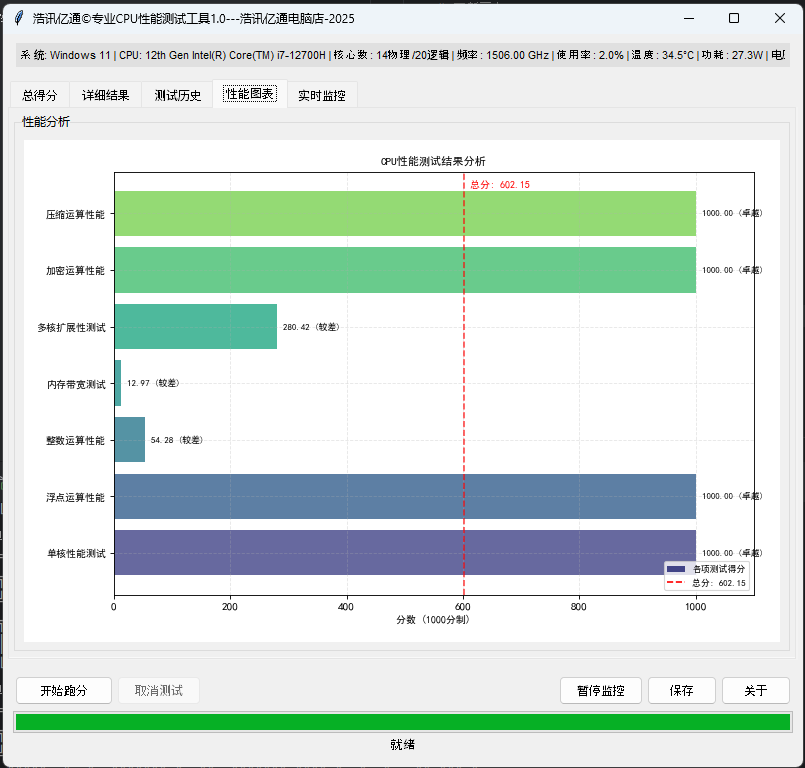 浩讯亿通©专业CPU性能测试工具1.0---浩讯亿通电脑店-2025
系统: Windows 11 | CPU: 12th Gen Intel(R) Core(TM) i7-12700H | 核心数: 14物理/20逻辑 | 频率: 1506.00 GHz | 使用率: 2.0% | 温度: 34.5°C | 功耗: 27.3W |
总得分 详细结果 测试历史 性能图表 实时监控
性能分析
CPU性能测试结果分析
总分: 602.15
压缩运算性能 1000.00 (卓越)
加密运算性能 1000.00 (卓越)
多核扩展性测试 280.42 (较差)
内存带宽测试 12.97 (较差)
整数运算性能 54.28 (较差)
浮点运算性能 1000.00 (卓越)
单核性能测试 1000.00 (卓越)
各项测试得分
总分: 602.15
0 200 400 600 800 1000
分数 (1000分制)
开始跑分 取消测试 暂停监控 保存 关于
就绪